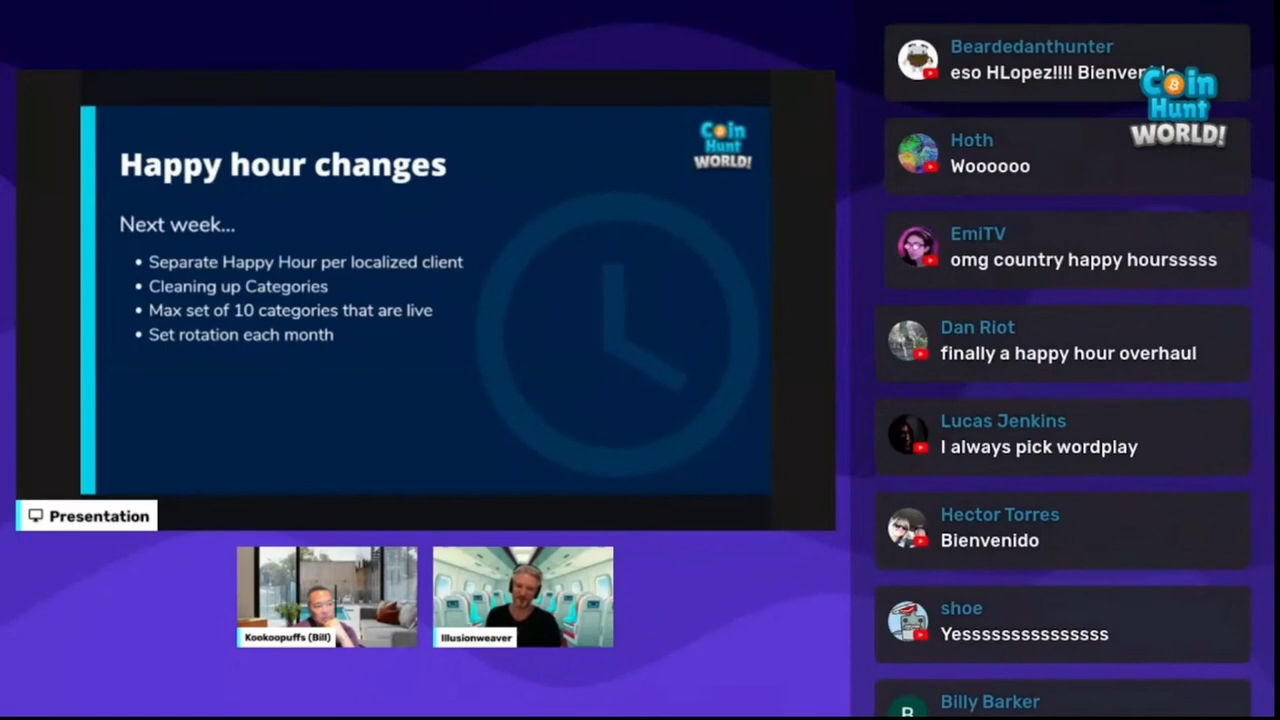 Happy hour changes
Coin
Hunt
WORLD!
Next week...
• Separate Happy Hour per localized client
• Cleaning up Categories
• Max set of 10 categories that are live
• Set rotation each month
Presentation
Kookoopuffs (Bill)
Illusionweaver
Beardedanthunter
eso HLopez!!!! Bienvenido
Coin
Hunt
WORLD!
Hoth
Woooooo
EmiTV
omg country happy hoursssss
Dan Riot
finally a happy hour overhaul
Lucas Jenkins
I always pick wordplay
Hector Torres
Bienvenido
shoe
Yesssssssssssssss
Billy Barker
B